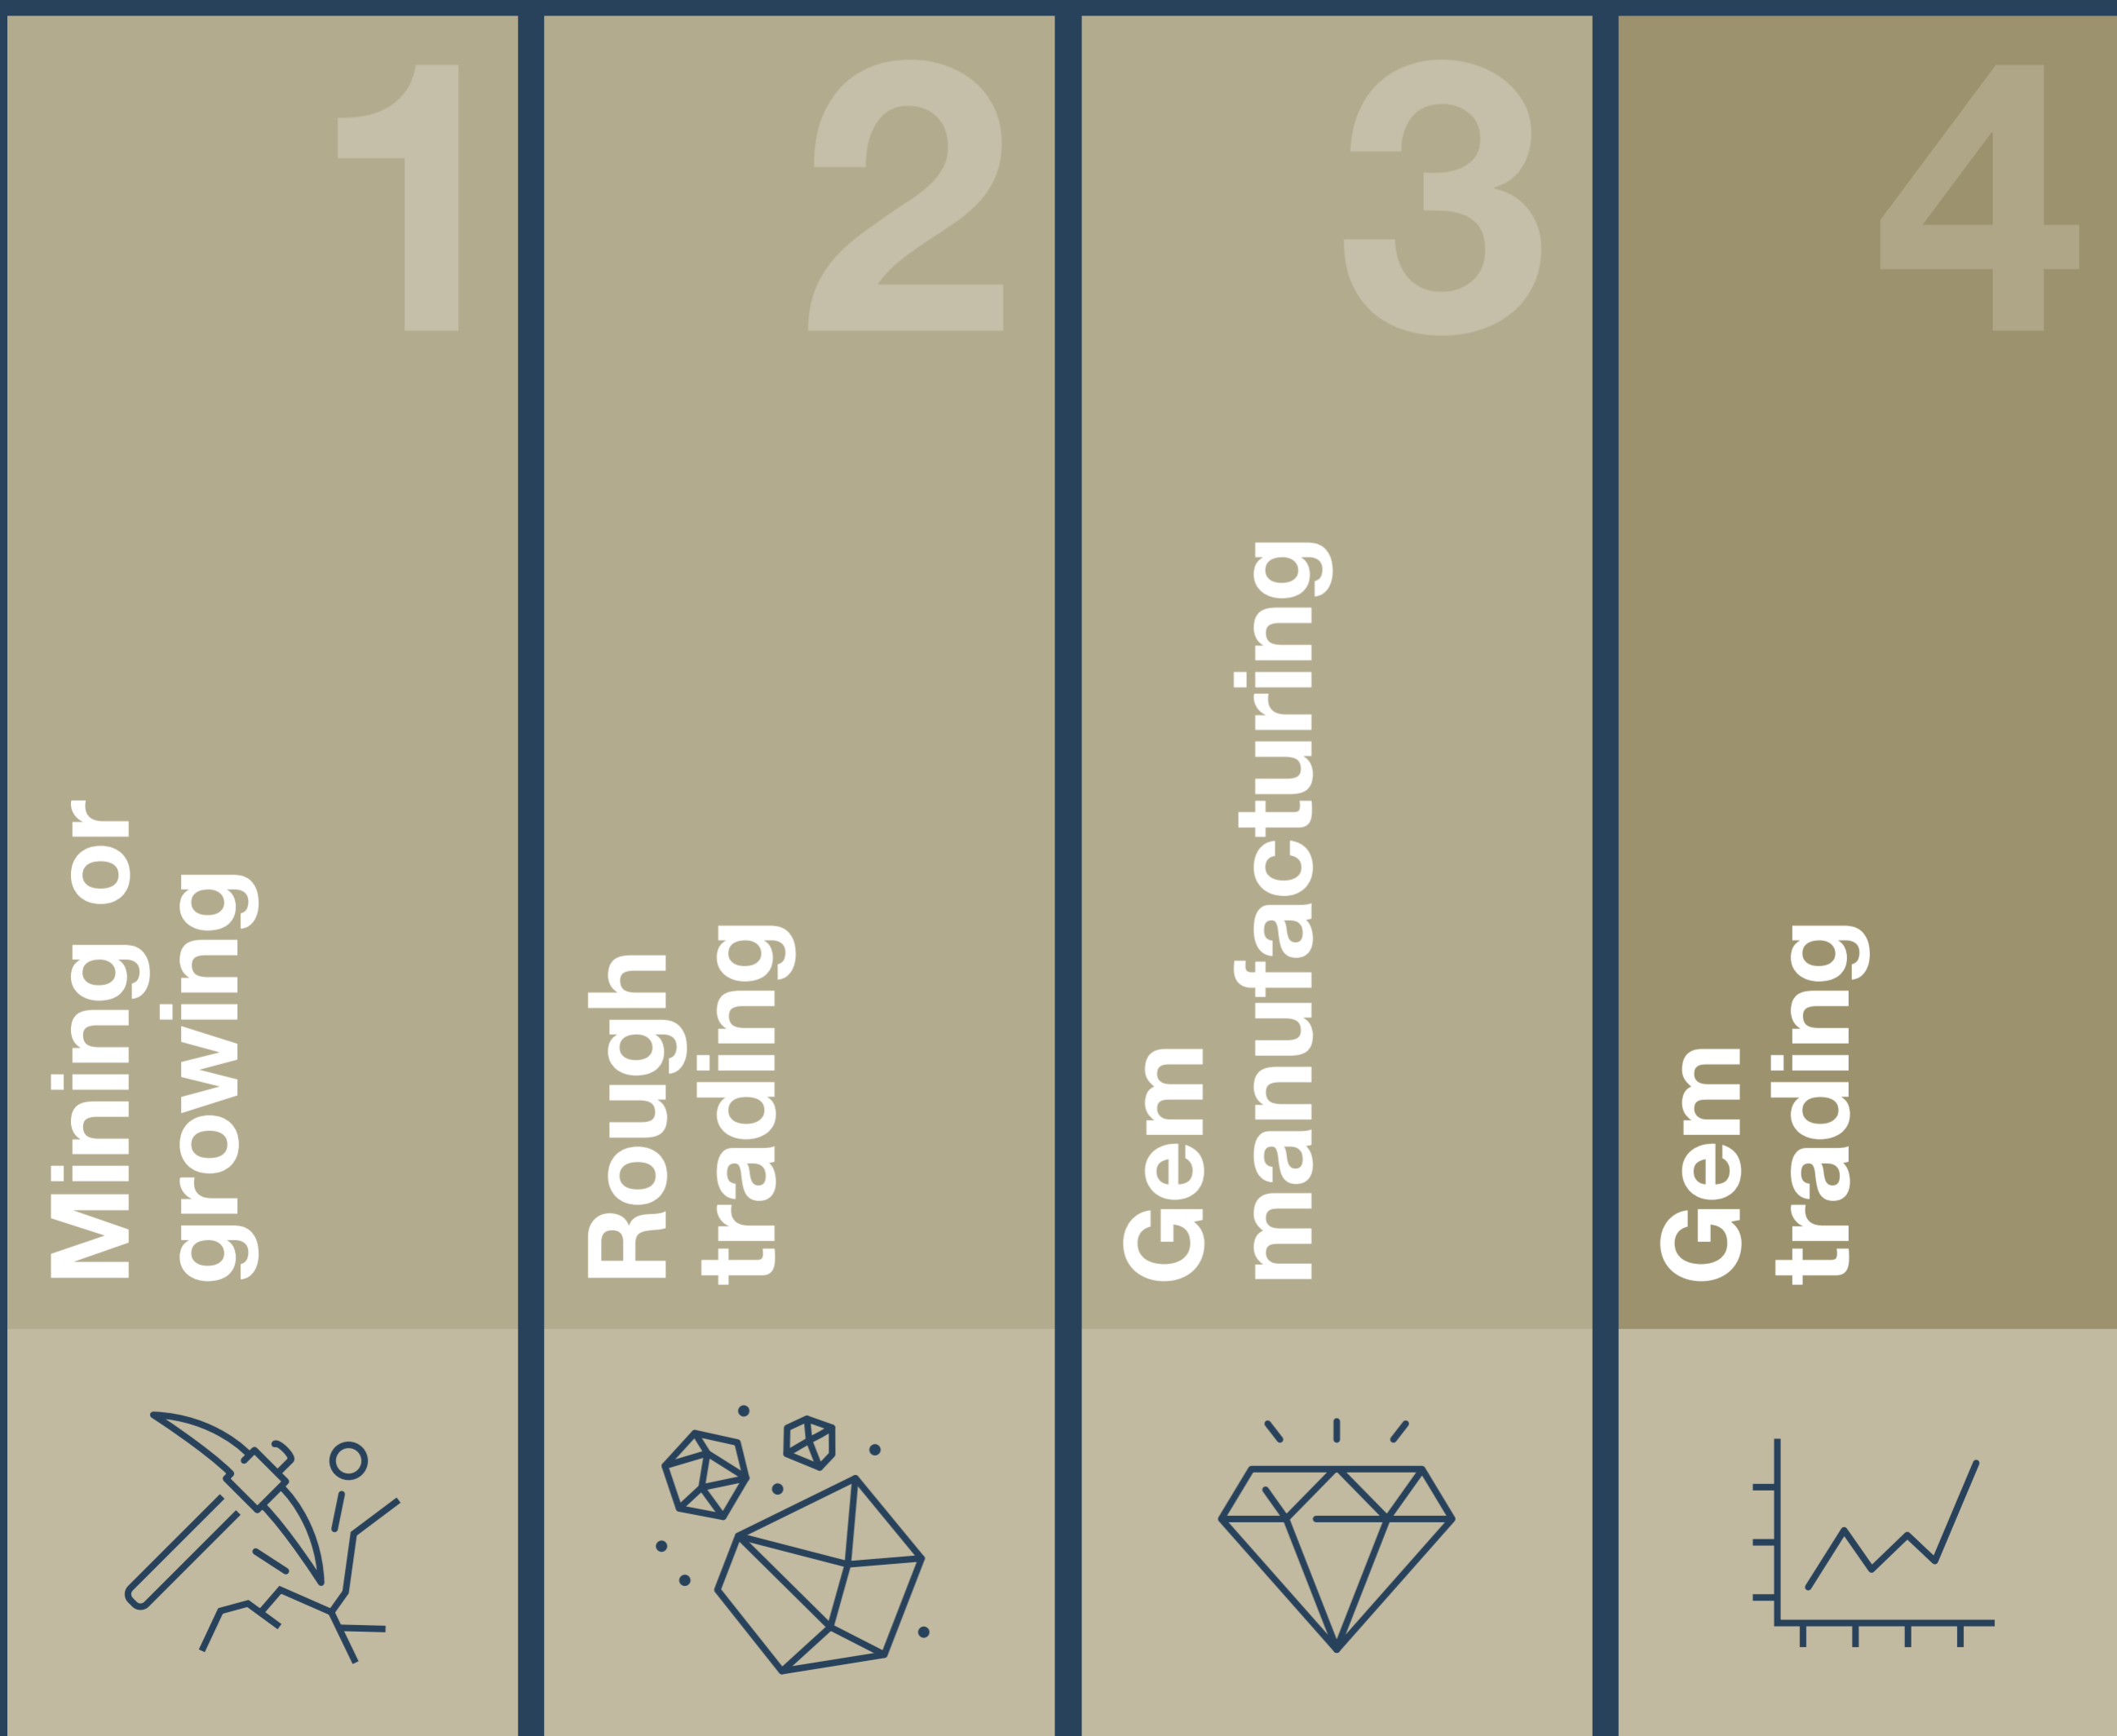 1
Mining or
growing
2
Rough
trading
3
Gem
manufacturing
4
Gem
trading